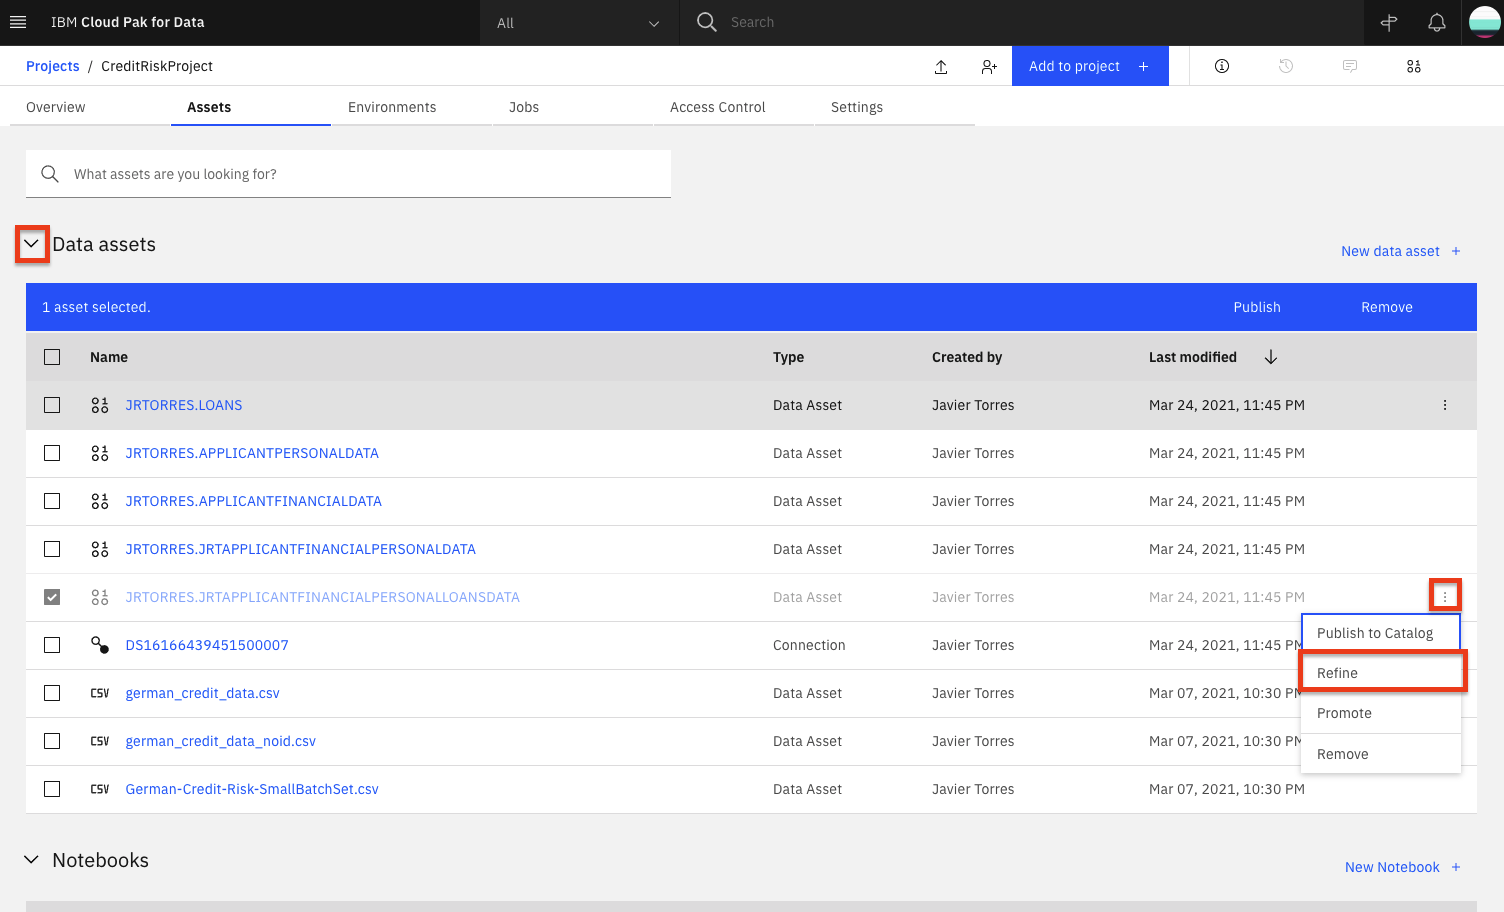 IBM Cloud Pak for Data
All
Search
Projects / CreditRiskProject
Add to project +
Overview
Assets
Environments
Jobs
Access Control
Settings
What assets are you looking for?
Data assets
New data asset +
1 asset selected.
Publish
Remove
Name Type Created by Last modified
JRTORRES.LOANS Data Asset Javier Torres Mar 24, 2021, 11:45 PM
JRTORRES.APPLICANTPERSONALDATA Data Asset Javier Torres Mar 24, 2021, 11:45 PM
JRTORRES.APPLICANTFINANCIALDATA Data Asset Javier Torres Mar 24, 2021, 11:45 PM
JRTORRES.JRTAPPLICANTFINANCIALPERSONALDATA Data Asset Javier Torres Mar 24, 2021, 11:45 PM
JRTORRES.JRTAPPLICANTFINANCIALPERSONALLOANSDATA Data Asset Javier Torres Mar 24, 2021, 11:45 PM
Publish to Catalog
Refine
Promote
Remove
DS16166439451500007 Connection Javier Torres Mar 24, 2021, 11:45 PM
CSV german_credit_data.csv Data Asset Javier Torres Mar 07, 2021, 10:30 PM
CSV german_credit_data_noid.csv Data Asset Javier Torres Mar 07, 2021, 10:30 PM
CSV German-Credit-Risk-SmallBatchSet.csv Data Asset Javier Torres Mar 07, 2021, 10:30 PM
Notebooks
New Notebook +